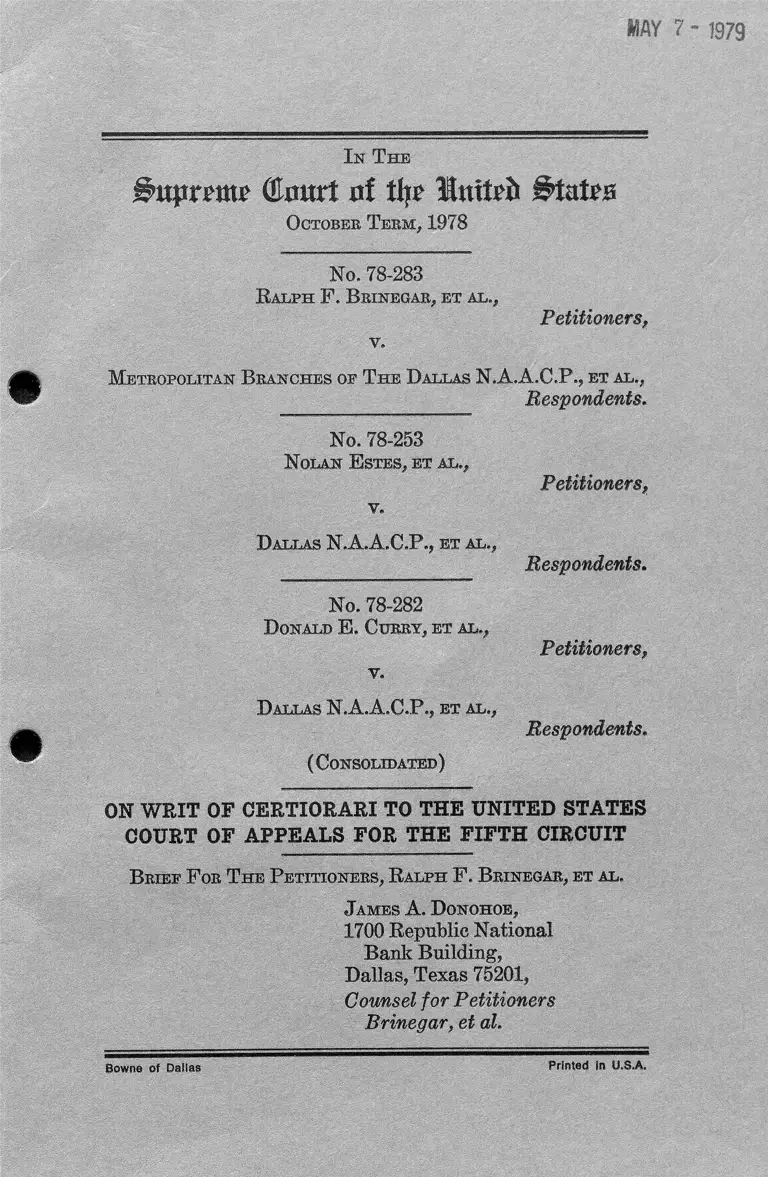 MAY 7 - 1979
IN THE
Supreme Court of the United States
OCTOBER TERM, 1978
No. 78-283
RALPH F. BRINEGAR, ET AL.,
Petitioners,
v.
METROPOLITAN BRANCHES OF THE DALLAS N.A.A.C.P., ET AL.,
Respondents.
No. 78-253
NOLAN ESTES, ET AL.,
Petitioners,
v.
DALLAS N.A.A.C.P., ET AL.,
Respondents.
No. 78-282
DONALD E. CURRY, ET AL.,
Petitioners,
v.
DALLAS N.A.A.C.P., ET AL.,
Respondents.
(CONSOLIDATED)
ON WRIT OF CERTIORARI TO THE UNITED STATES
COURT OF APPEALS FOR THE FIFTH CIRCUIT
BRIEF FOR THE PETITIONERS, RALPH F. BRINEGAR, ET AL.
JAMES A. DONOHOE,
1700 Republic National
Bank Building,
Dallas, Texas 75201,
Counsel for Petitioners
Brinegar, et al.
Bowne of Dallas
Printed in U.S.A.